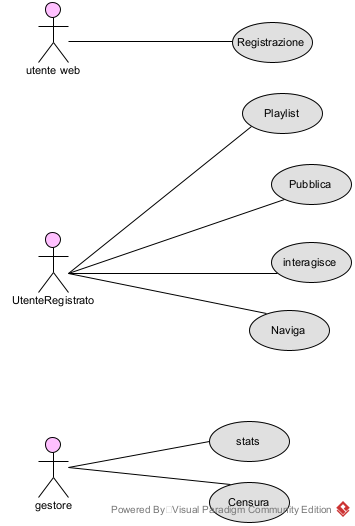 Registrazione
utente web
Playlist
Pubblica
interagisce
UtenteRegistrato
Naviga
stats
gestore
Censura
Powered By Visual Paradigm Community Edition